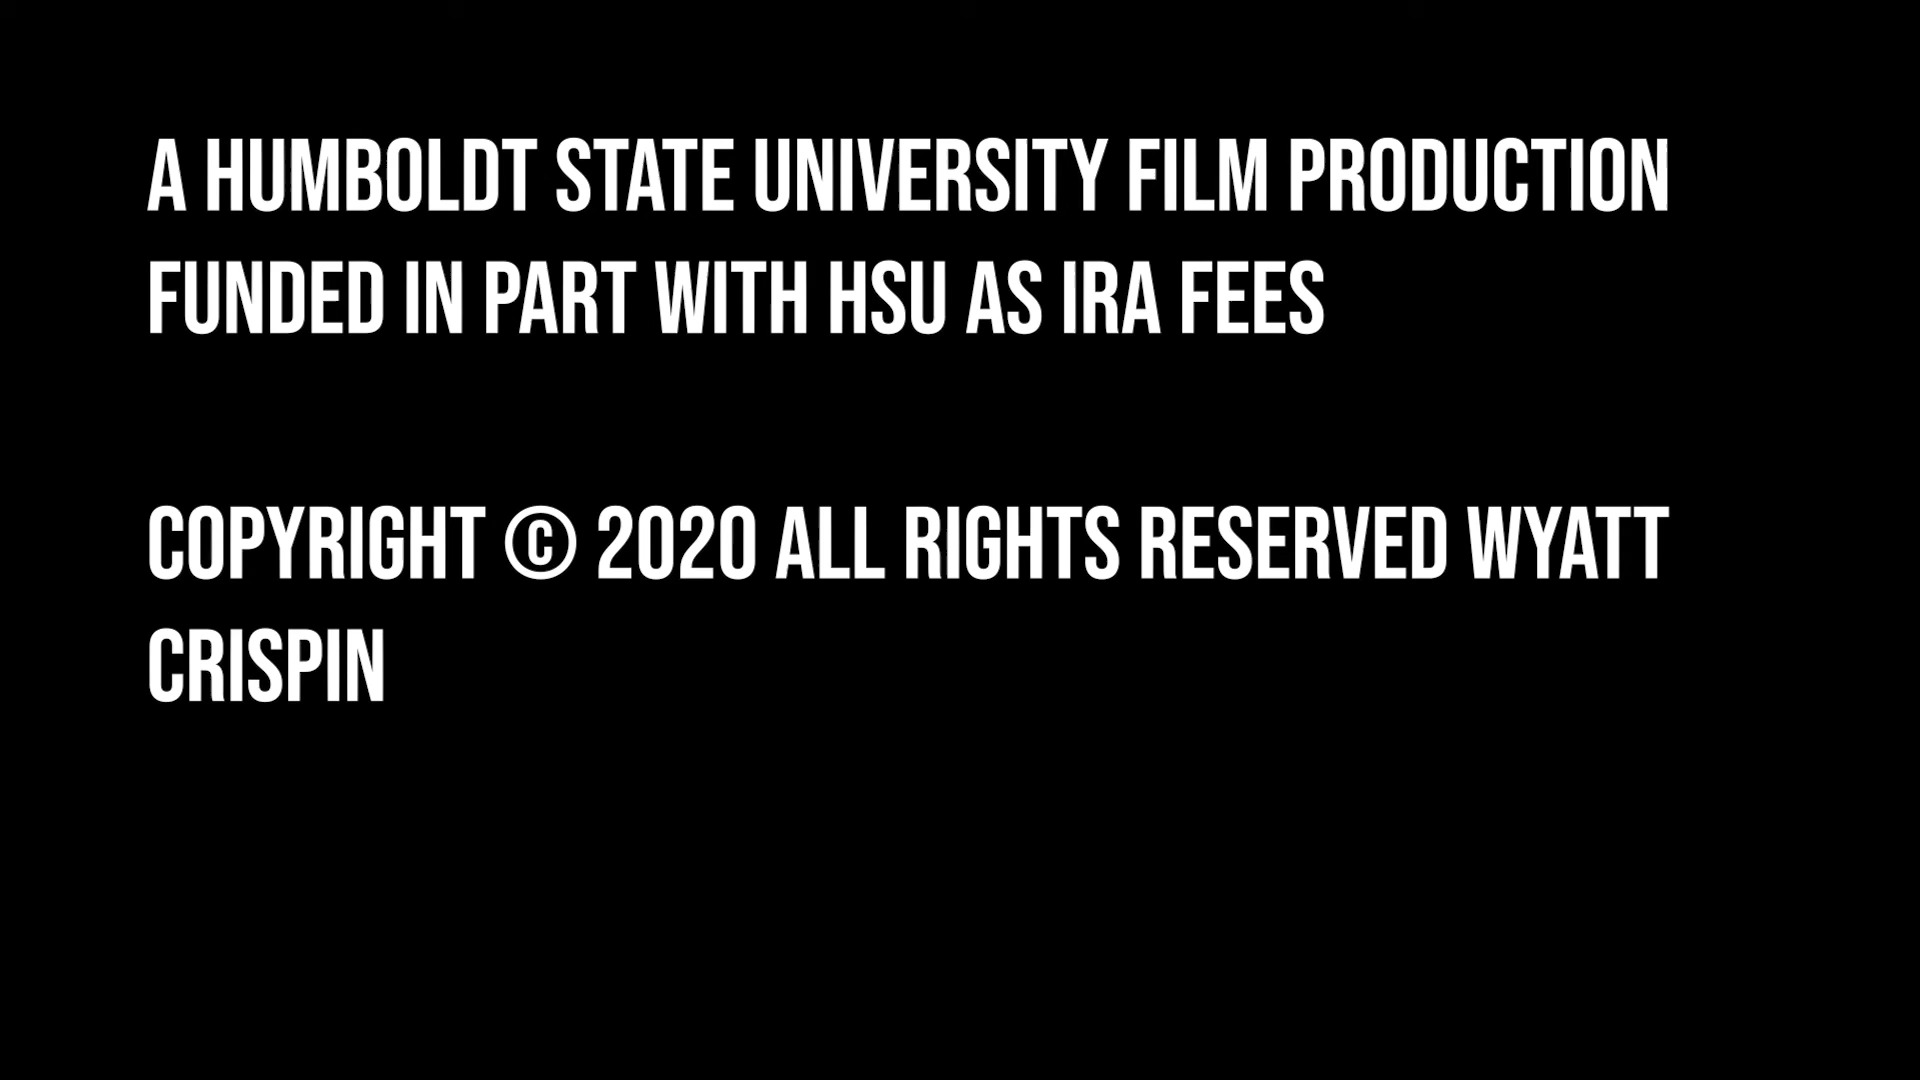 A HUMBOLDT STATE UNIVERSITY FILM PRODUCTION
FUNDED IN PART WITH HSU AS IRA FEES
COPYRIGHT © 2020 ALL RIGHTS RESERVED WYATT
CRISPIN